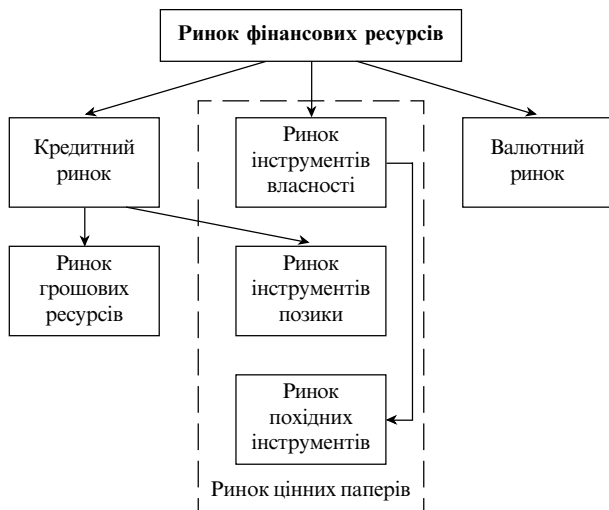 Ринок фінансових ресурсів
Кредитний
ринок
Ринок
інструментів
власності
Валютний
ринок
Ринок
грошових
ресурсів
Ринок
інструментів
позики
Ринок
похідних
інструментів
Ринок цінних паперів